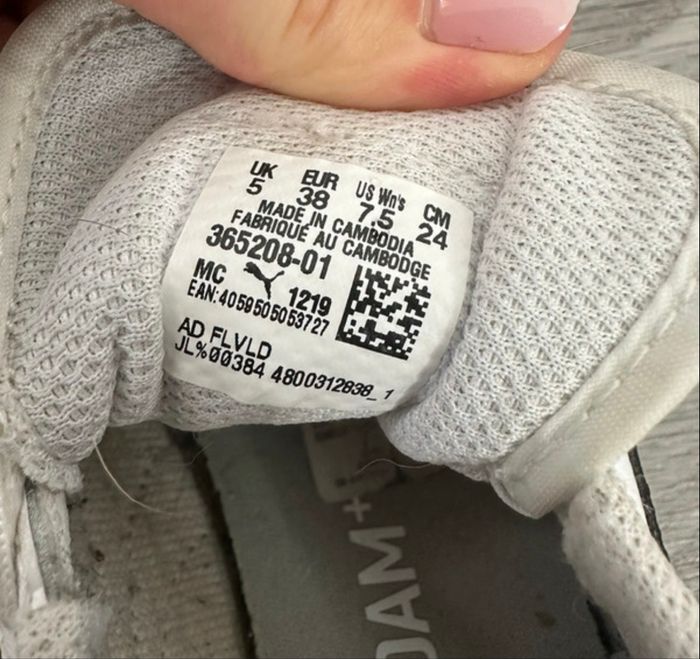 UK EUR US Wn's CM
5 38 7.5 24
MADE IN CAMBODIA
FABRIQUÉ AU CAMBODGE
365208-01
MC 1219
EAN:4059505053727
AD FLVLD
JL%00384 4800312838_1
OAM+